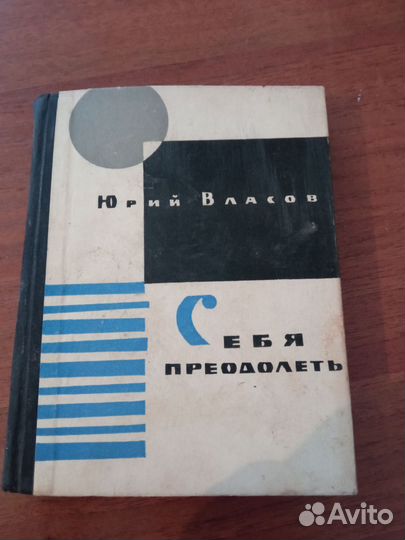 Юрий Власов
Себя
преодолеть
Avito